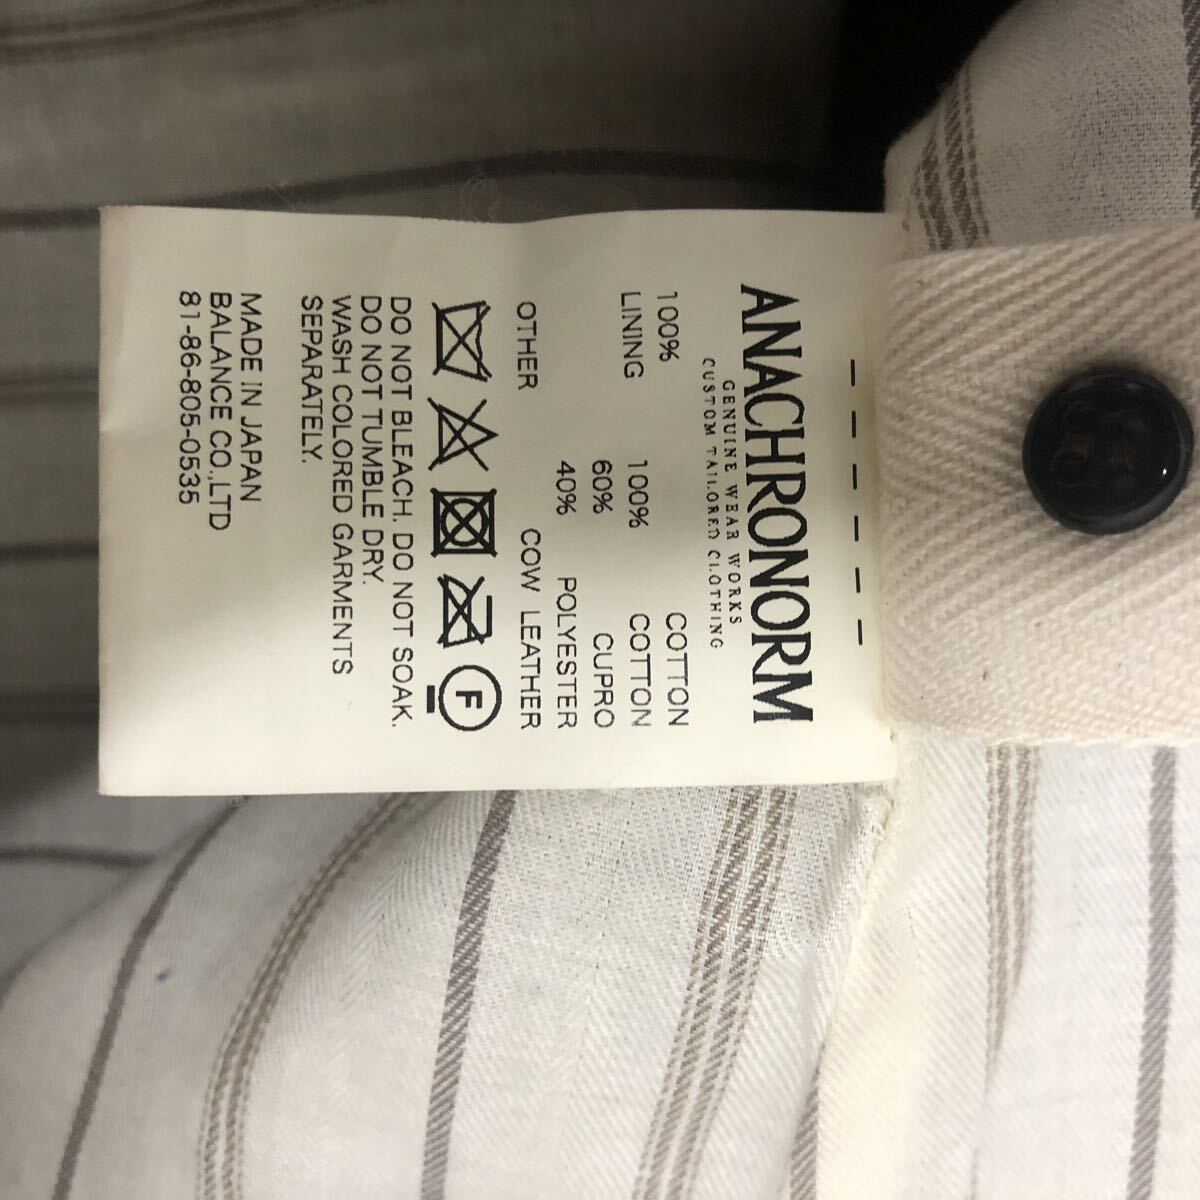 ANACHRONORM
GENUINE WEAR WORKS
CUSTOM TAILORED CLOTHING
100% COTTON
LINING 100% COTTON
60% CUPRO
40% POLYESTER
OTHER COW LEATHER
F
DO NOT BLEACH. DO NOT SOAK.
DO NOT TUMBLE DRY.
WASH COLORED GARMENTS
SEPARATELY.
MADE IN JAPAN
BALANCE CO.,LTD
81-86-805-0535